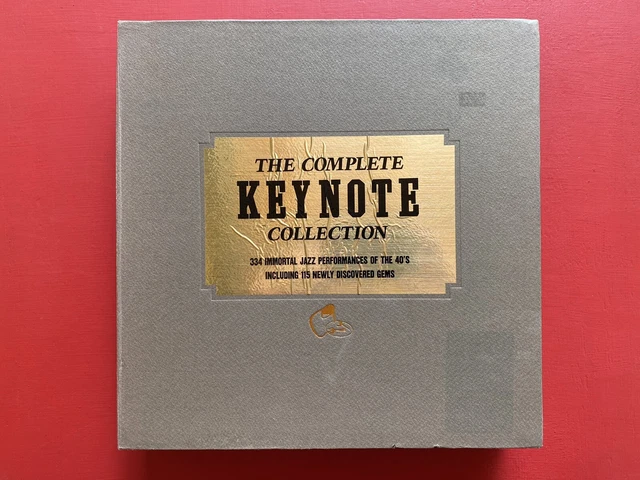 THE COMPLETE
KEYNOTE
COLLECTION
334 IMMORTAL JAZZ PERFORMANCES OF THE 40'S
INCLUDING 115 NEWLY DISCOVERED GEMS